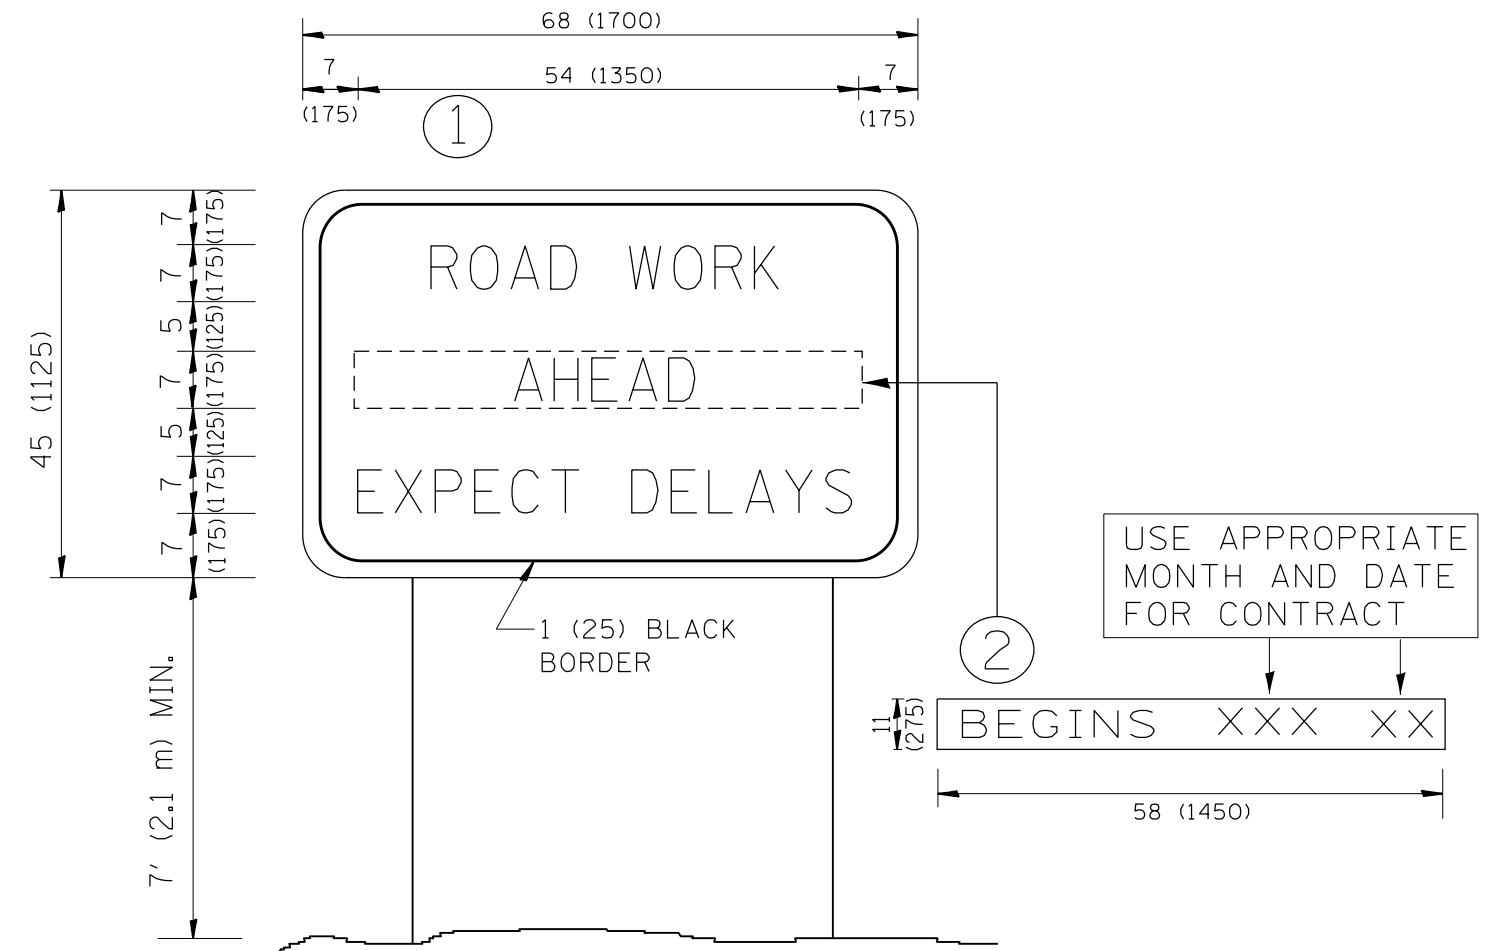 68 (1700)
7
54 (1350)
7
(175)
(175)
1
45 (1125)
7
(175)
7
(175)
5
(125)
7
(175)
5
(125)
7
(175)
7
(175)
ROAD WORK
AHEAD
EXPECT DELAYS
1 (25) BLACK
BORDER
7' (2.1 m) MIN.
USE APPROPRIATE
MONTH AND DATE
FOR CONTRACT
2
11
(275)
BEGINS XXX XX
58 (1450)